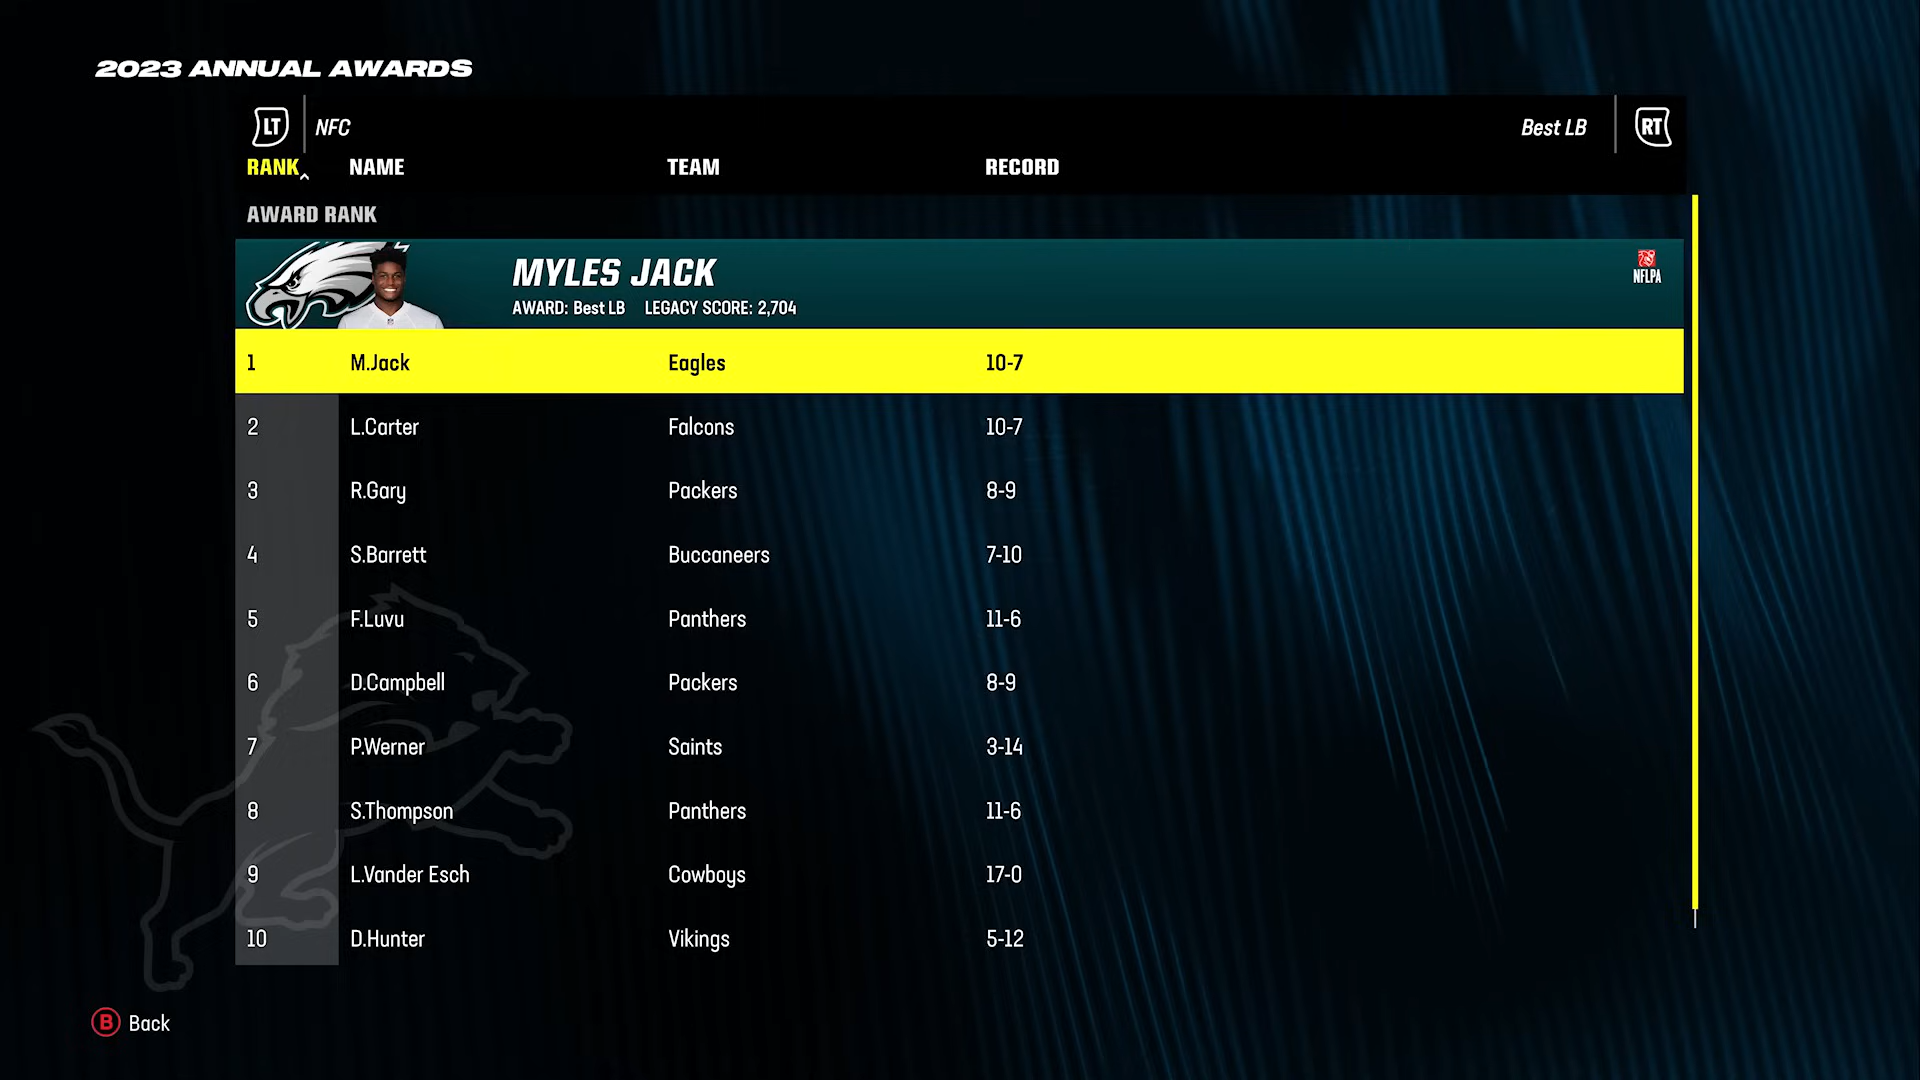 2023 ANNUAL AWARDS
LT NFC Best LB RT
RANK NAME TEAM RECORD
AWARD RANK
MYLES JACK
AWARD: Best LB LEGACY SCORE: 2,704
NFLPA
1 M.Jack Eagles 10-7
2 L.Carter Falcons 10-7
3 R.Gary Packers 8-9
4 S.Barrett Buccaneers 7-10
5 F.Luvu Panthers 11-6
6 D.Campbell Packers 8-9
7 P.Werner Saints 3-14
8 S.Thompson Panthers 11-6
9 L.Vander Esch Cowboys 17-0
10 D.Hunter Vikings 5-12
B Back